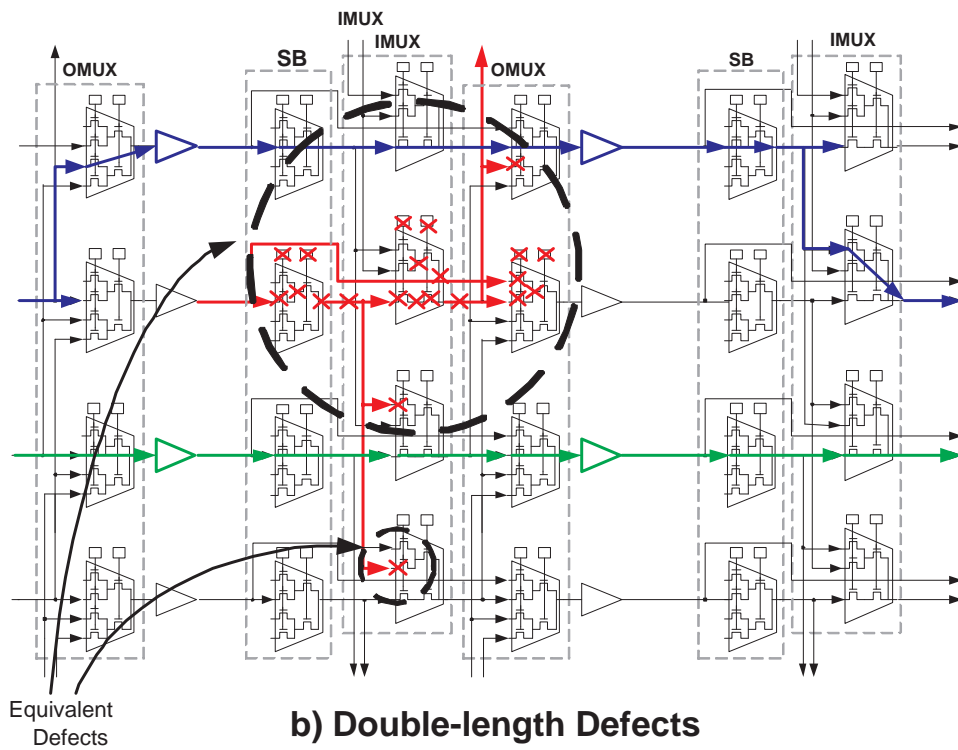 IMUX
IMUX
OMUX
SB
OMUX
SB
IMUX
Equivalent
Defects
b) Double-length Defects